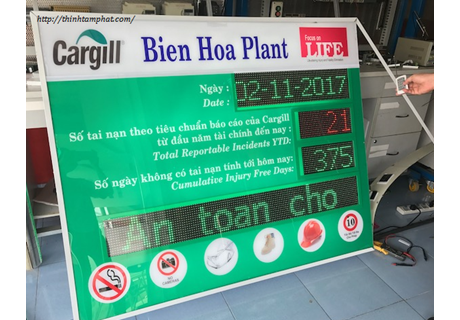 http://thinhtamphat.com/
Cargill
Bien Hoa Plant
Focus on
LIFE
Ngày :
Date :
02-11-2017
Số tai nạn theo tiêu chuẩn báo cáo của Cargill
từ đầu năm tài chính đến nay :
Total Reportable Incidents YTD:
21
Số ngày không có tai nạn tính tới hôm nay:
Cumulative Injury Free Days:
375
An toan cho
10